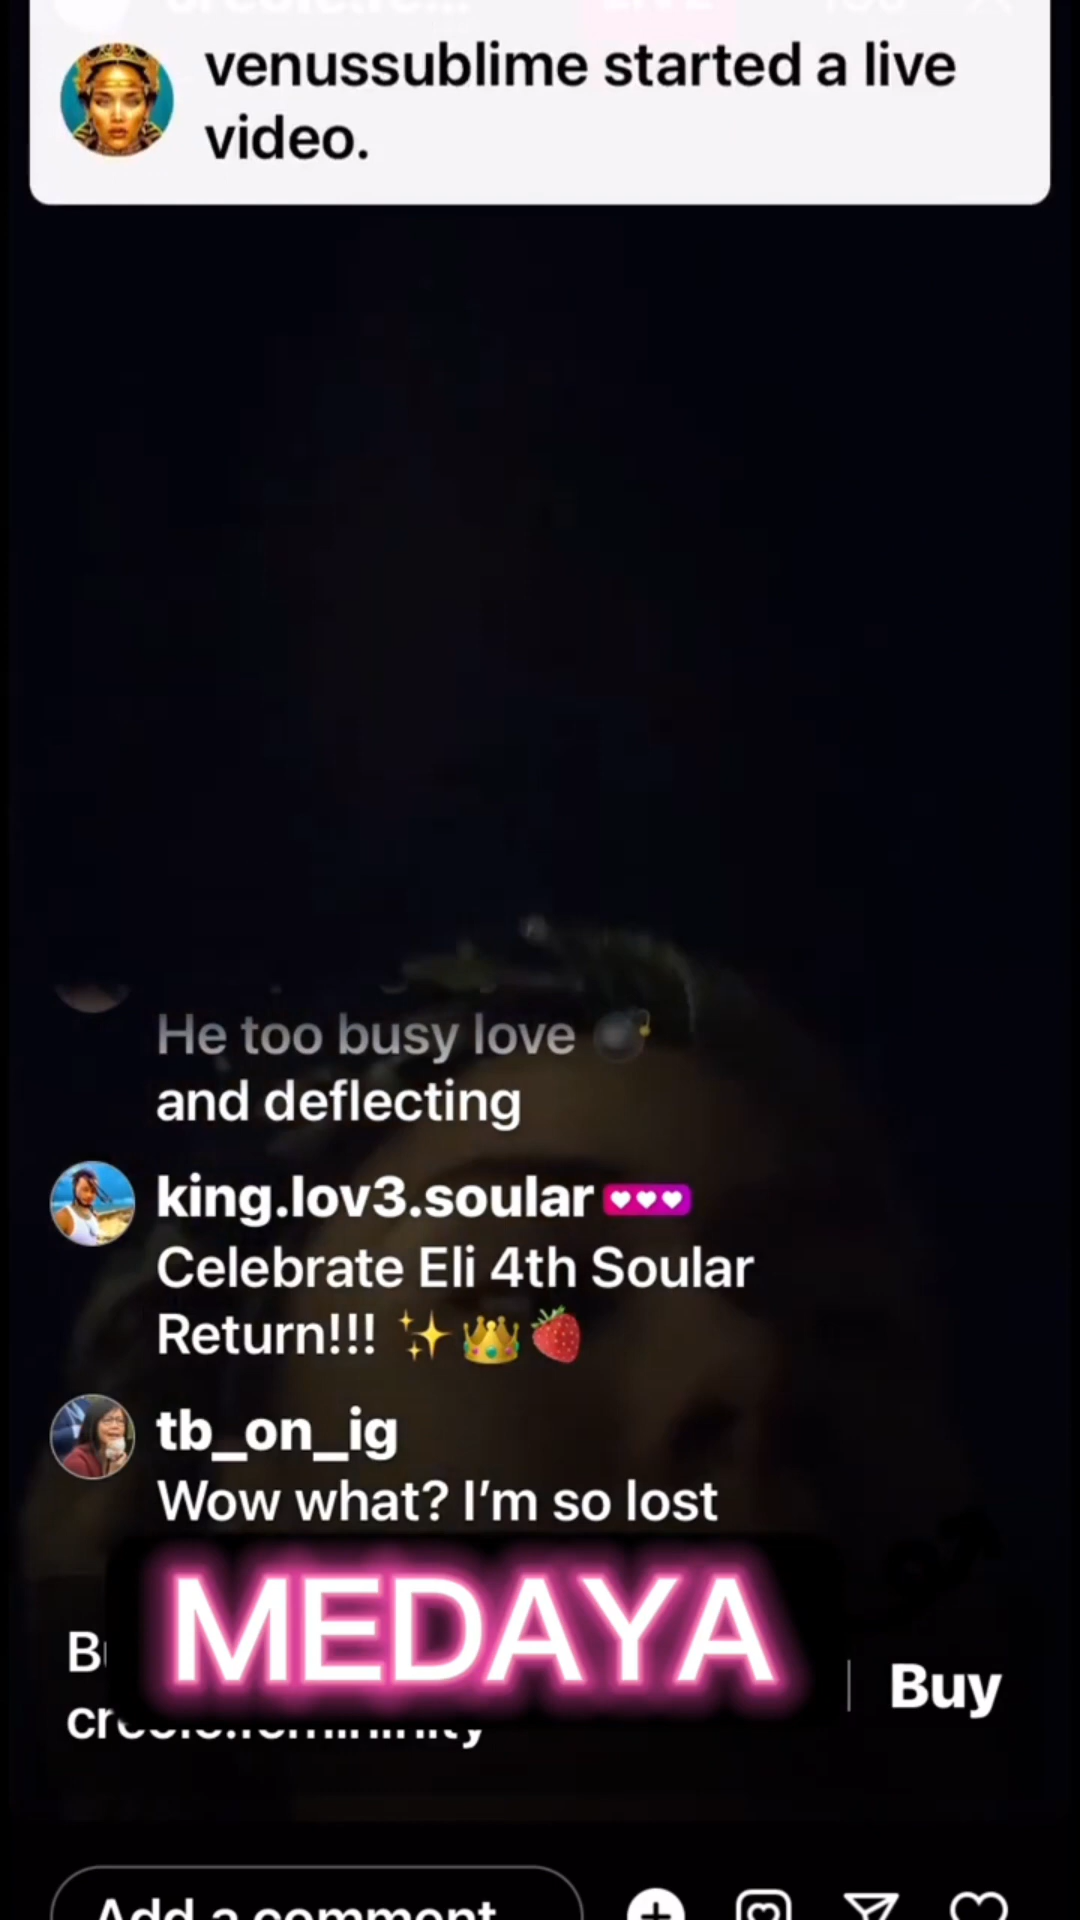 venussublime started a live
video.
He too busy love 💣
and deflecting
king.lov3.soular
Celebrate Eli 4th Soular
Return!!! ✨👑🍓
tb_on_ig
Wow what? I'm so lost
MEDAYA
Buy
Add a comment